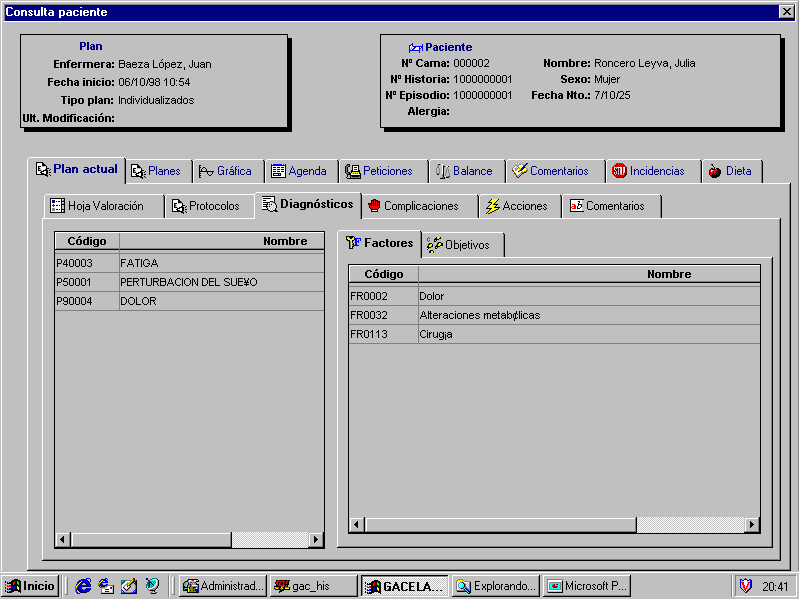 Consulta paciente
Plan
Enfermera: Baeza López, Juan
Fecha inicio: 06/10/98 10:54
Tipo plan: Individualizados
Ult. Modificación:
Paciente
Nº Cama: 000002 Nombre: Roncero Leyva, Julia
Nº Historia: 1000000001 Sexo: Mujer
Nº Episodio: 1000000001 Fecha Nto.: 7/10/25
Alergia:
Plan actual Planes Gráfica Agenda Peticiones Balance Comentarios Incidencias Dieta
Hoja Valoración Protocolos Diagnósticos Complicaciones Acciones Comentarios
Código Nombre
P40003 FATIGA
P50001 PERTURBACION DEL SUE¥O
P90004 DOLOR
Factores Objetivos
Código Nombre
FR0002 Dolor
FR0032 Alteraciones metab¢licas
FR0113 Cirug¡a
Inicio Administrad... gac_his GACELA... Explorando... Microsoft P... 20:41